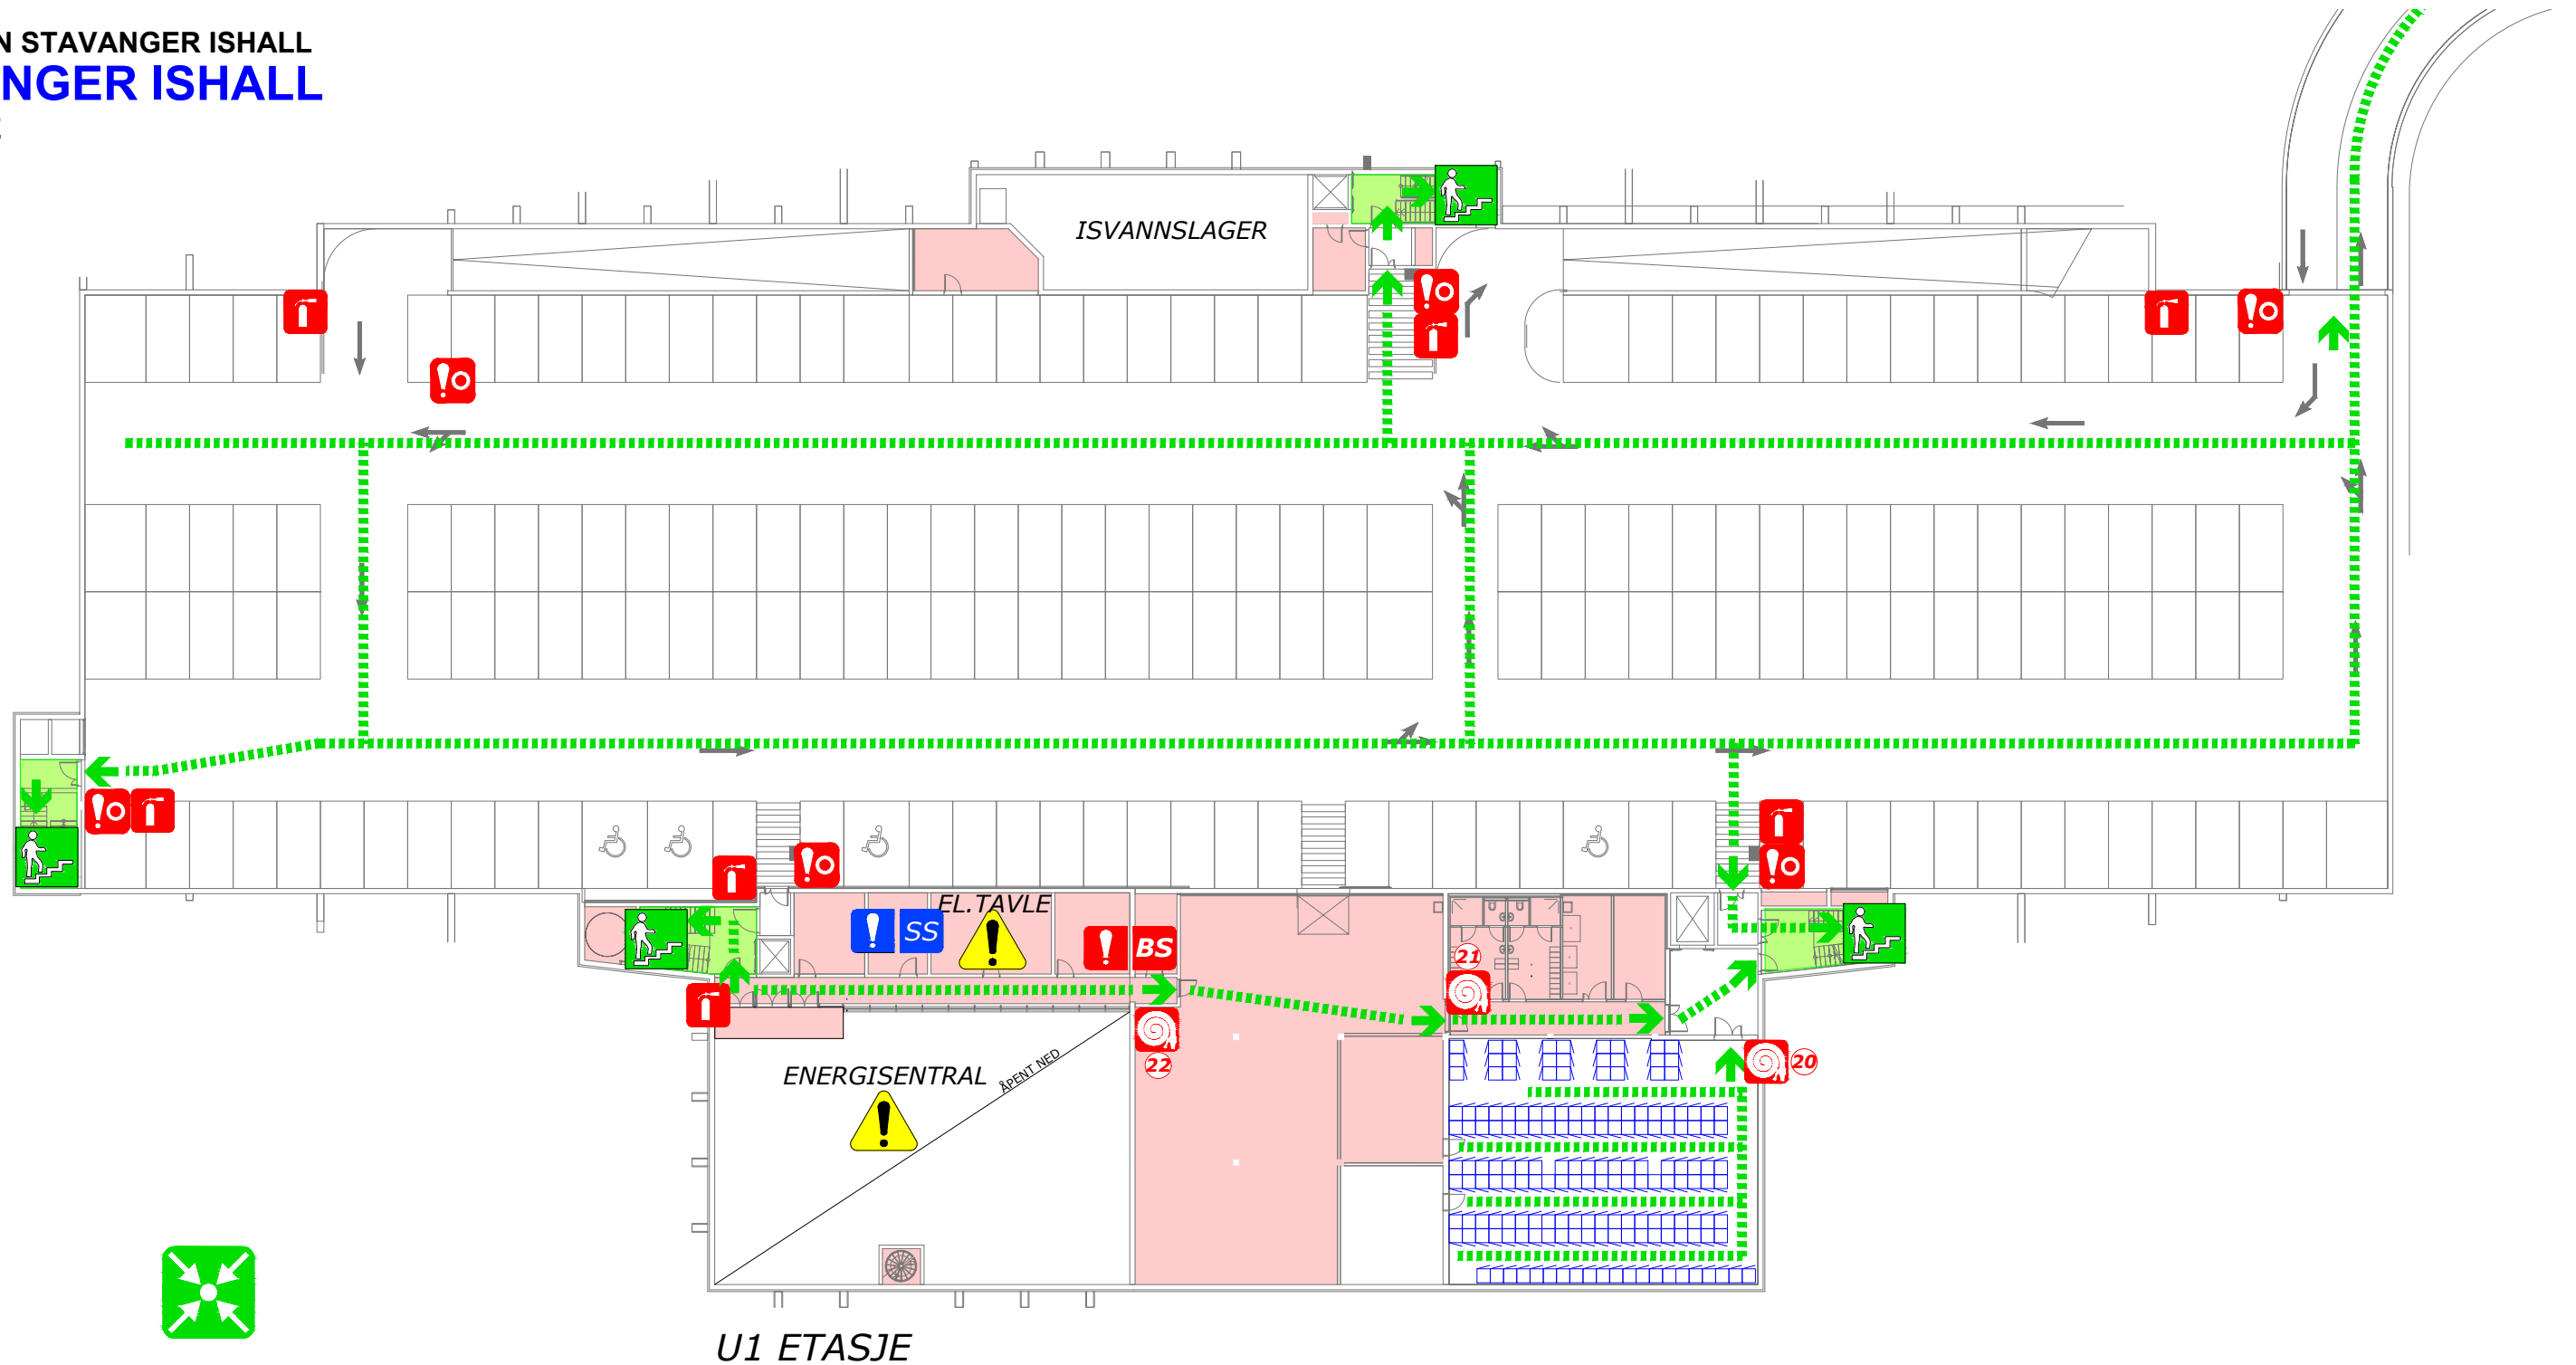 N STAVANGER ISHALL
NGER ISHALL
ISVANNSLAGER
EL.TAVLE
SS
BS
21
22
20
ENERGISENTRAL
ÅPENT NED
U1 ETASJE